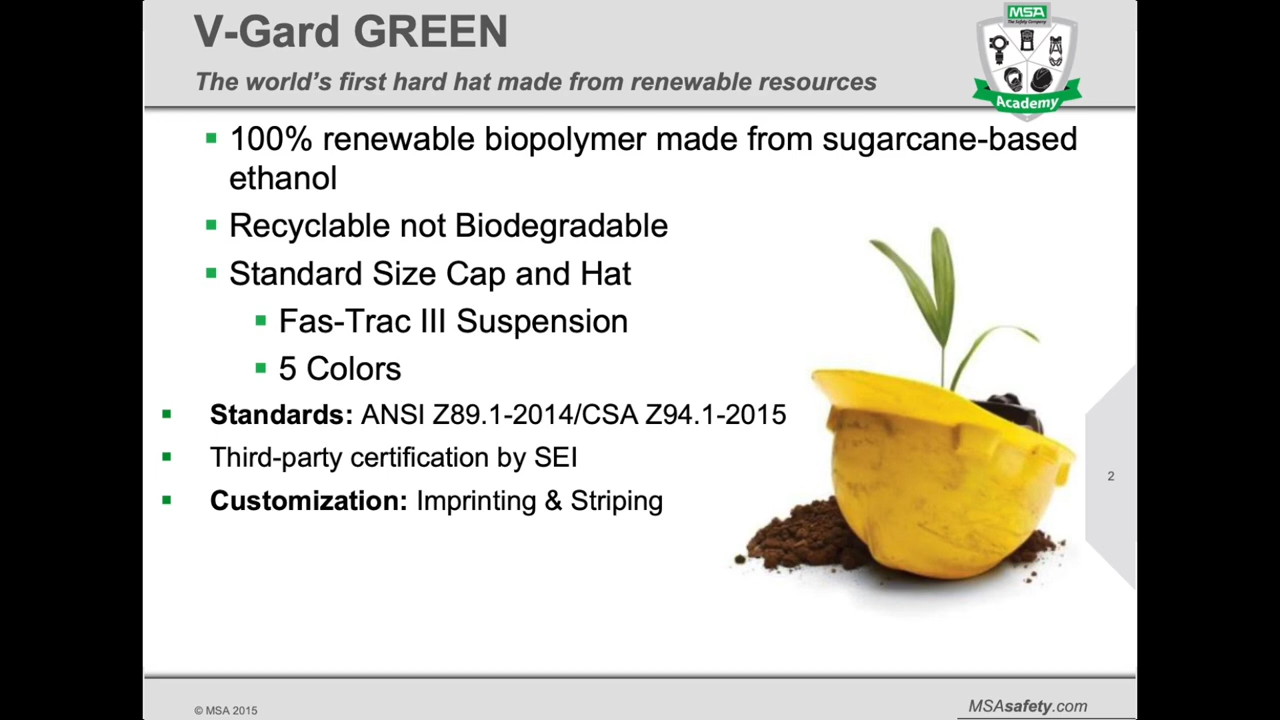 V-Gard GREEN
The world's first hard hat made from renewable resources
MSA
The Safety Company
Academy
100% renewable biopolymer made from sugarcane-based
ethanol
Recyclable not Biodegradable
Standard Size Cap and Hat
Fas-Trac III Suspension
5 Colors
Standards: ANSI Z89.1-2014/CSA Z94.1-2015
Third-party certification by SEI
Customization: Imprinting & Striping
2
© MSA 2015
MSAsafety.com